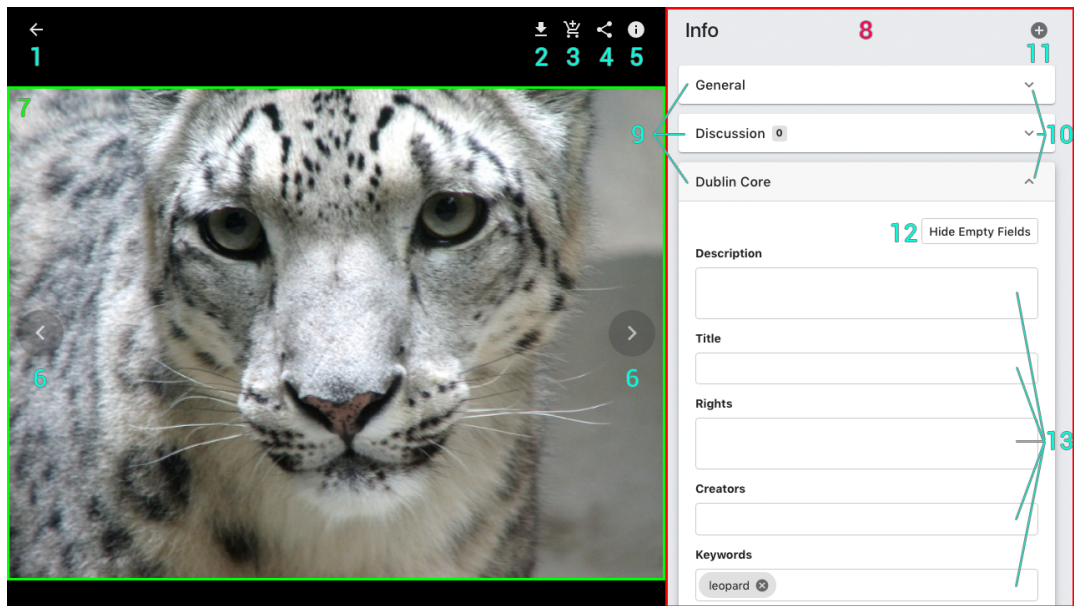 Info
8
1
2
3
4
5
11
7
General
9
Discussion 0
10
Dublin Core
12
Hide Empty Fields
Description
Title
6
6
Rights
13
Creators
Keywords
leopard